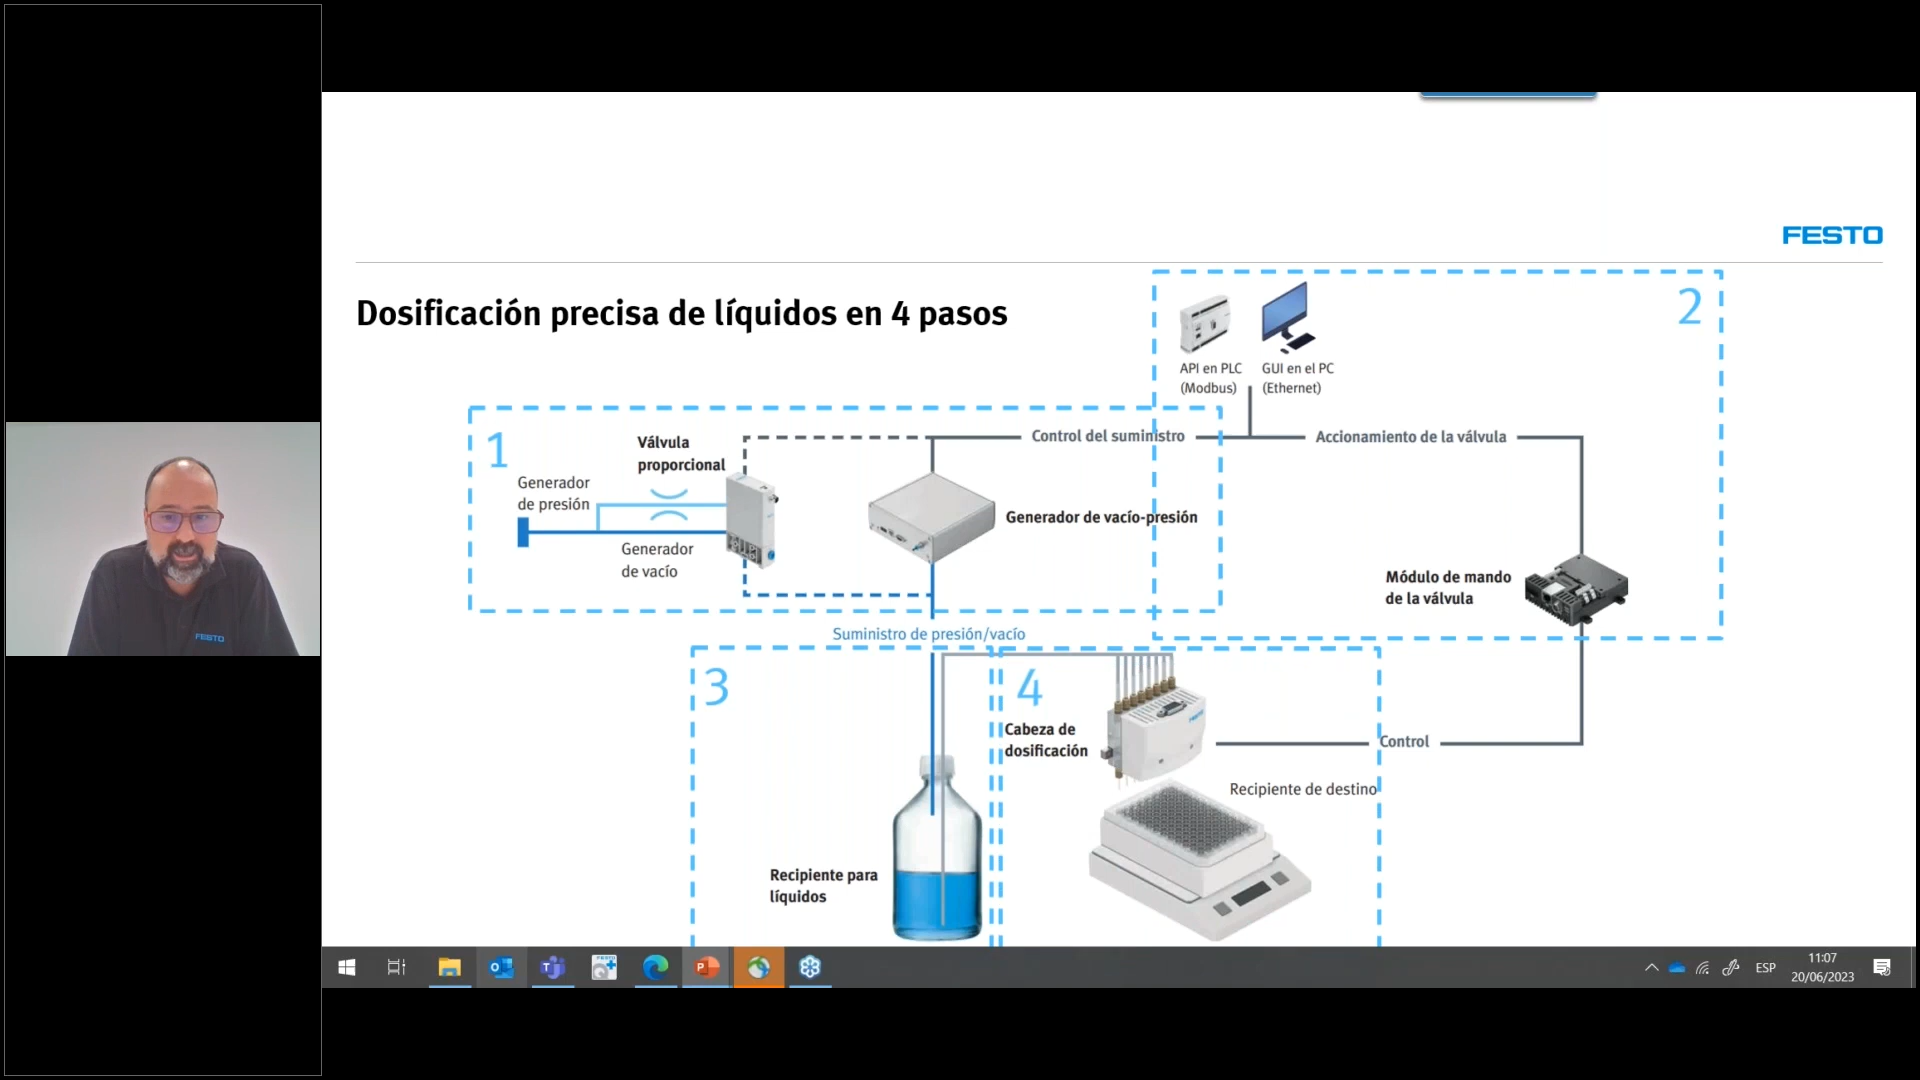 FESTO
Dosificación precisa de líquidos en 4 pasos
2
API en PLC
(Modbus)
GUI en el PC
(Ethernet)
1
Válvula
proporcional
Control del suministro
Accionamiento de la válvula
Generador
de presión
Generador de vacío-presión
Generador
de vacío
Módulo de mando
de la válvula
FESTO
Suministro de presión/vacío
3
4
Cabeza de
dosificación
FESTO
Control
Recipiente de destino
Recipiente para
líquidos
ESP
11:07
20/06/2023